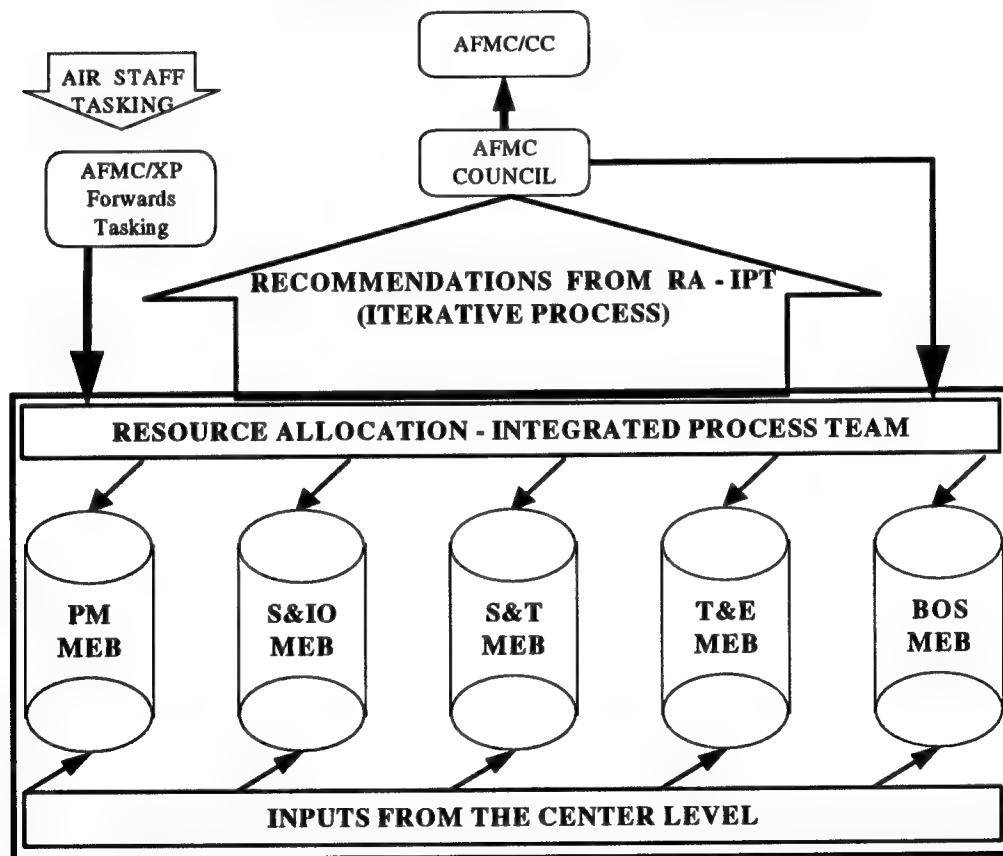 AFMC/CC
AIR STAFF
TASKING
AFMC/XP
Forwards
Tasking
AFMC
COUNCIL
RECOMMENDATIONS FROM RA - IPT
(ITERATIVE PROCESS)
RESOURCE ALLOCATION - INTEGRATED PROCESS TEAM
PM
MEB
S&IO
MEB
S&T
MEB
T&E
MEB
BOS
MEB
INPUTS FROM THE CENTER LEVEL